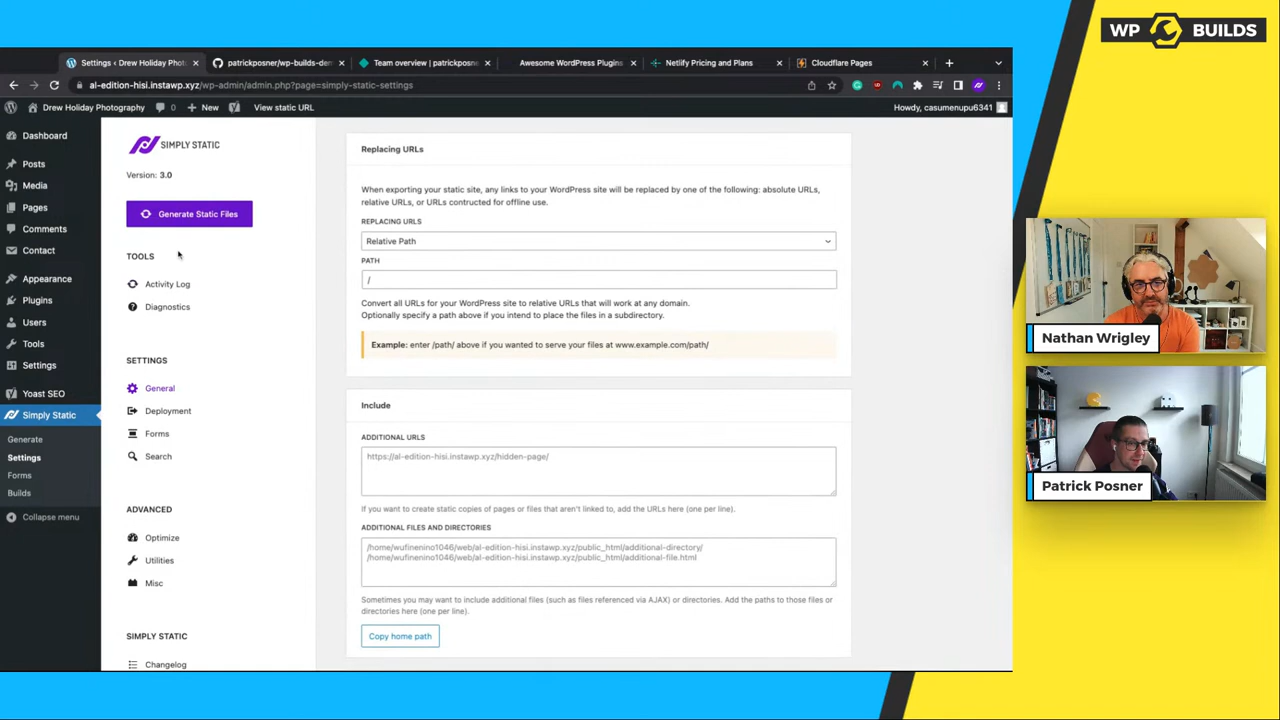 WP BUILDS
Settings ‹ Drew Holiday Phot
patrickposner/wp-builds-den
Team overview | patrickposne
Awesome WordPress Plugins
Netlify Pricing and Plans
Cloudflare Pages
al-edition-hisi.instawp.xyz/wp-admin/admin.php?page=simply-static-settings
Drew Holiday Photography
0
New
View static URL
Howdy, casumenupu6341
Dashboard
Posts
Media
Pages
Comments
Contact
Appearance
Plugins
Users
Tools
Settings
Yoast SEO
Simply Static
Generate
Settings
Forms
Builds
Collapse menu
SIMPLY STATIC
Version: 3.0
Generate Static Files
TOOLS
Activity Log
Diagnostics
SETTINGS
General
Deployment
Forms
Search
ADVANCED
Optimize
Utilities
Misc
SIMPLY STATIC
Changelog
Replacing URLs
When exporting your static site, any links to your WordPress site will be replaced by one of the following: absolute URLs,
relative URLs, or URLs contructed for offline use.
REPLACING URLS
Relative Path
PATH
/
Convert all URLs for your WordPress site to relative URLs that will work at any domain.
Optionally specify a path above if you intend to place the files in a subdirectory.
Example: enter /path/ above if you wanted to serve your files at www.example.com/path/
Include
ADDITIONAL URLS
https://al-edition-hisi.instawp.xyz/hidden-page/
If you want to create static copies of pages or files that aren't linked to, add the URLs here (one per line).
ADDITIONAL FILES AND DIRECTORIES
/home/wufinenino1046/web/al-edition-hisi.instawp.xyz/public_html/additional-directory/
/home/wufinenino1046/web/al-edition-hisi.instawp.xyz/public_html/additional-file.html
Sometimes you may want to include additional files (such as files referenced via AJAX) or directories. Add the paths to those files or
directories here (one per line).
Copy home path
Nathan Wrigley
Patrick Posner